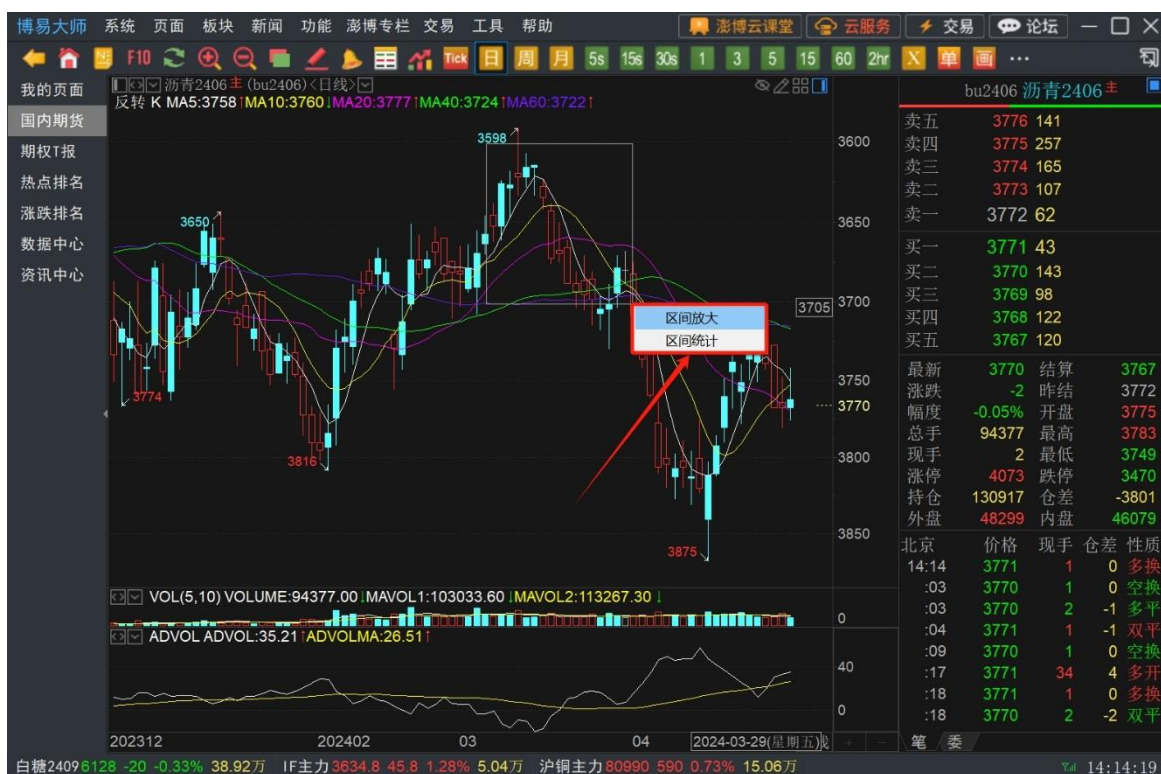 博易大师 系统 页面 板块 新闻 功能 澎博专栏 交易 工具 帮助 澎博云课堂 云服务 交易 论坛
F10 Tick 日 周 月 5s 15s 30s 1 3 5 15 60 2hr X 单 画 ···
我的页面
国内期货
期权T报
热点排名
涨跌排名
数据中心
资讯中心
沥青2406主 (bu2406)<日线>
反转 K MA5:3758↑MA10:3760↓MA20:3777↑MA40:3724↑MA60:3722↑
3598
3650
3774
3816
3875
区间放大
区间统计
3600
3650
3700
3705
3750
3770
3800
3850
VOL(5,10) VOLUME:94377.00↓MAVOL1:103033.60↓MAVOL2:113267.30↓
0
ADVOL ADVOL:35.21↑ADVOLMA:26.51↑
40
0
202312 202402 03 04 2024-03-29(星期五)
bu2406 沥青2406主
卖五 3776 141
卖四 3775 257
卖三 3774 165
卖二 3773 107
卖一 3772 62
买一 3771 43
买二 3770 143
买三 3769 98
买四 3768 122
买五 3767 120
最新 3770 结算 3767
涨跌 -2 昨结 3772
幅度 -0.05% 开盘 3775
总手 94377 最高 3783
现手 2 最低 3749
涨停 4073 跌停 3470
持仓 130917 仓差 -3801
外盘 48299 内盘 46079
北京 价格 现手 仓差 性质
14:14 3771 1 0 多换
:03 3770 1 0 空换
:03 3770 2 -1 多平
:04 3771 1 -1 双平
:09 3770 1 0 空换
:17 3771 34 4 多开
:18 3771 1 0 多换
:18 3770 2 -2 双平
笔 委
白糖2409 6128 -20 -0.33% 38.92万 IF主力 3634.8 45.8 1.28% 5.04万 沪铜主力 80990 590 0.73% 15.06万 14:14:19